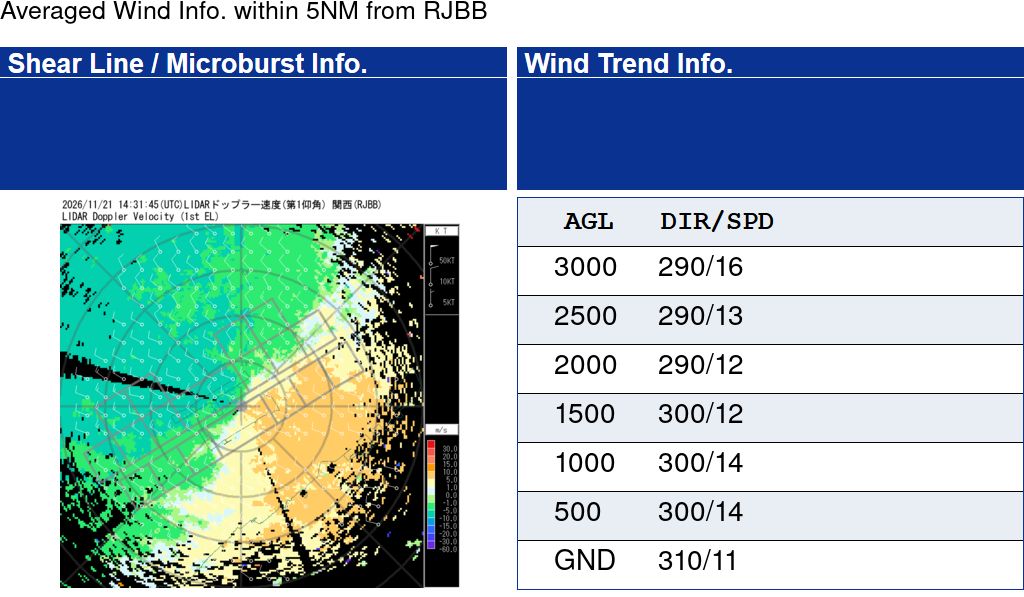 Averaged Wind Info. within 5NM from RJBB
Shear Line / Microburst Info.
Wind Trend Info.
2026/11/21 14:31:45(UTC)LIDARドップラー速度(第1仰角) 関西(RJBB)
LIDAR Doppler Velocity (1st EL)
KT
50KT
10KT
5KT
m/s
30.0
20.0
15.0
10.0
5.0
1.0
0.0
-1.0
-5.0
-10.0
-15.0
-20.0
-30.0
-60.0
AGL DIR/SPD
3000 290/16
2500 290/13
2000 290/12
1500 300/12
1000 300/14
500 300/14
GND 310/11